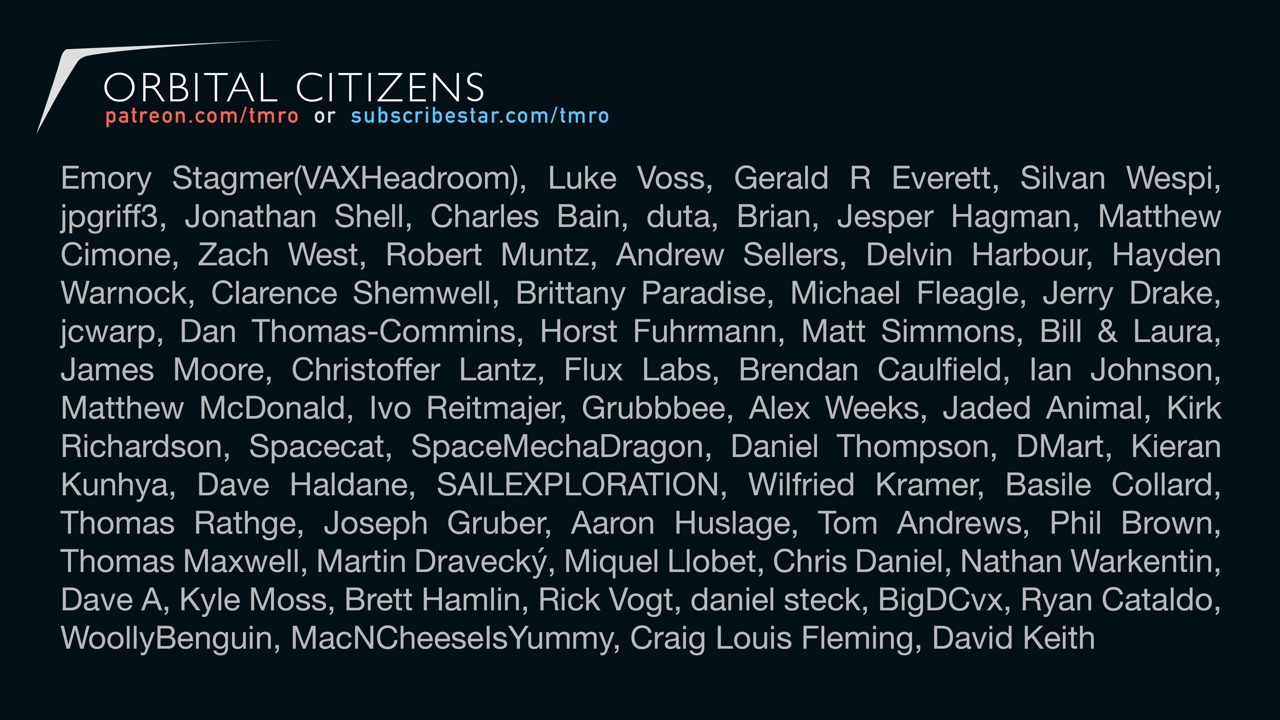 ORBITAL CITIZENS
patreon.com/tmro or subscribestar.com/tmro
Emory Stagmer(VAXHeadroom), Luke Voss, Gerald R Everett, Silvan Wespi,
jpgriff3, Jonathan Shell, Charles Bain, duta, Brian, Jesper Hagman, Matthew
Cimone, Zach West, Robert Muntz, Andrew Sellers, Delvin Harbour, Hayden
Warnock, Clarence Shemwell, Brittany Paradise, Michael Fleagle, Jerry Drake,
jcwarp, Dan Thomas-Commins, Horst Fuhrmann, Matt Simmons, Bill & Laura,
James Moore, Christoffer Lantz, Flux Labs, Brendan Caulfield, Ian Johnson,
Matthew McDonald, Ivo Reitmajer, Grubbbee, Alex Weeks, Jaded Animal, Kirk
Richardson, Spacecat, SpaceMechaDragon, Daniel Thompson, DMart, Kieran
Kunhya, Dave Haldane, SAILEXPLORATION, Wilfried Kramer, Basile Collard,
Thomas Rathge, Joseph Gruber, Aaron Huslage, Tom Andrews, Phil Brown,
Thomas Maxwell, Martin Dravecký, Miquel Llobet, Chris Daniel, Nathan Warkentin,
Dave A, Kyle Moss, Brett Hamlin, Rick Vogt, daniel steck, BigDCvx, Ryan Cataldo,
WoollyBenguin, MacNCheeseIsYummy, Craig Louis Fleming, David Keith